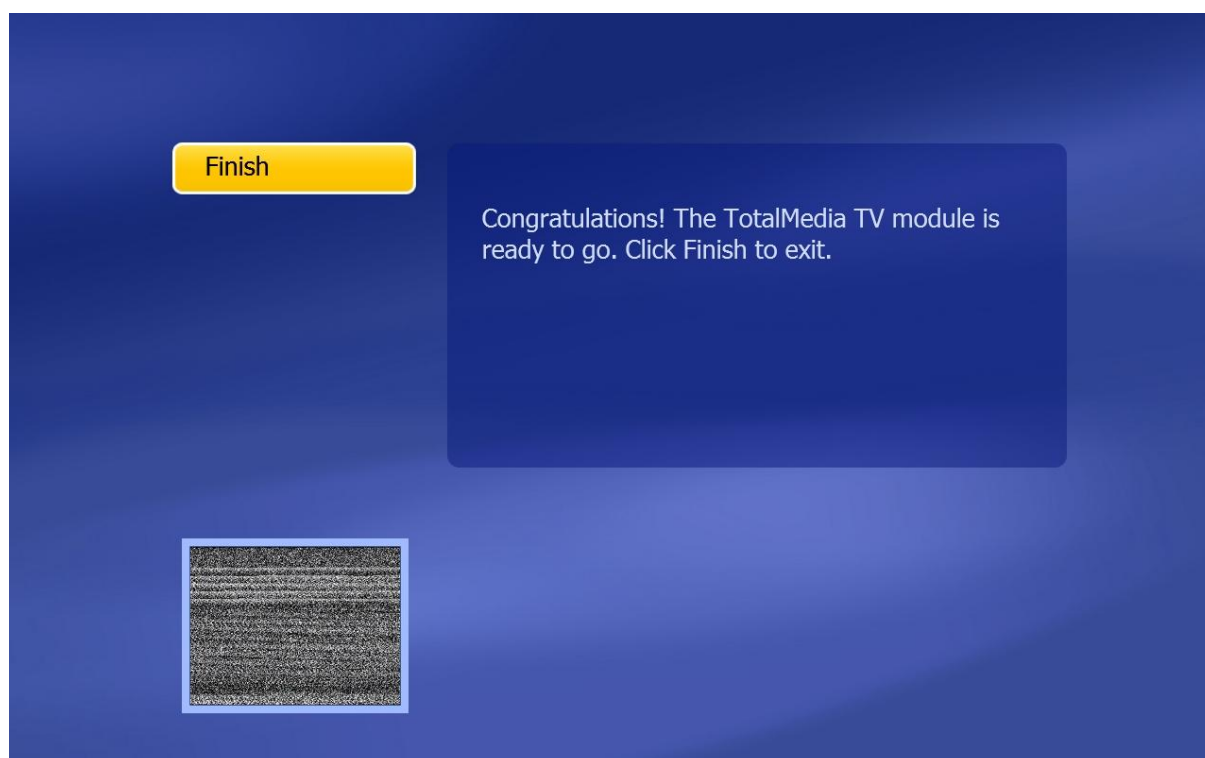 Finish
Congratulations! The TotalMedia TV module is
ready to go. Click Finish to exit.